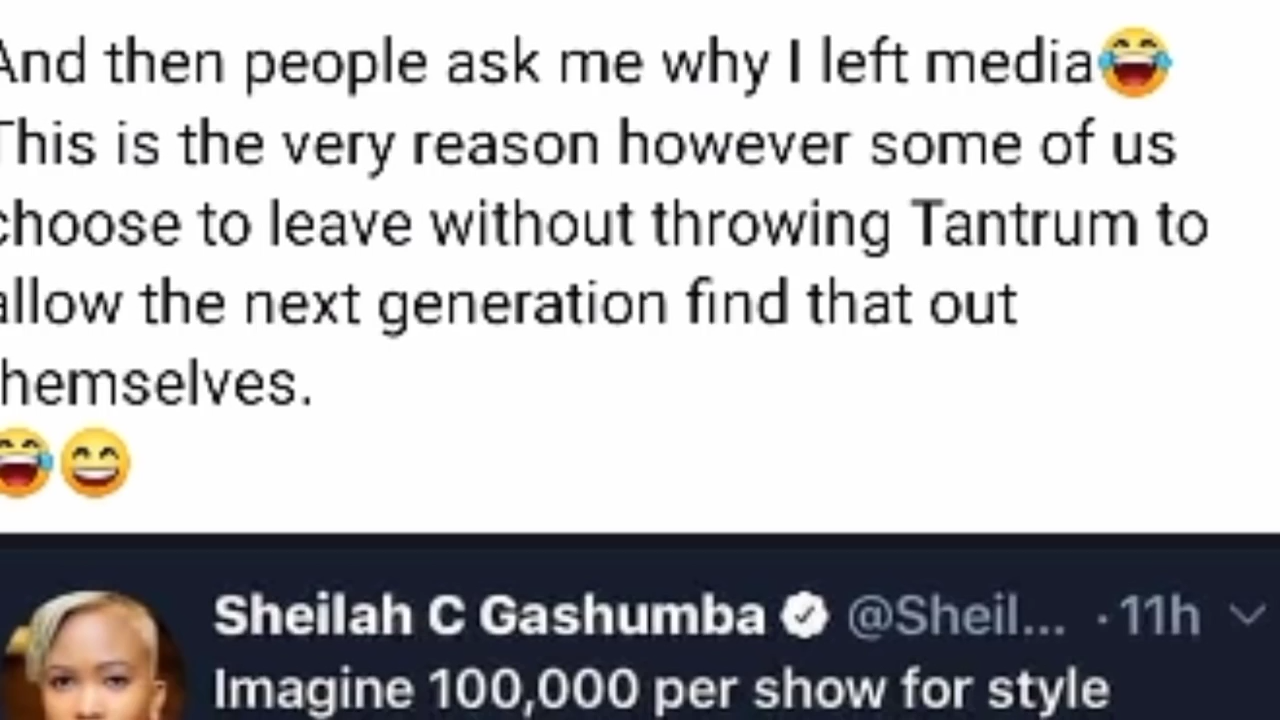 And then people ask me why I left media😂
This is the very reason however some of us
choose to leave without throwing Tantrum to
allow the next generation find that out
themselves.
😂😄
Sheilah C Gashumba @Sheil... · 11h
Imagine 100,000 per show for style